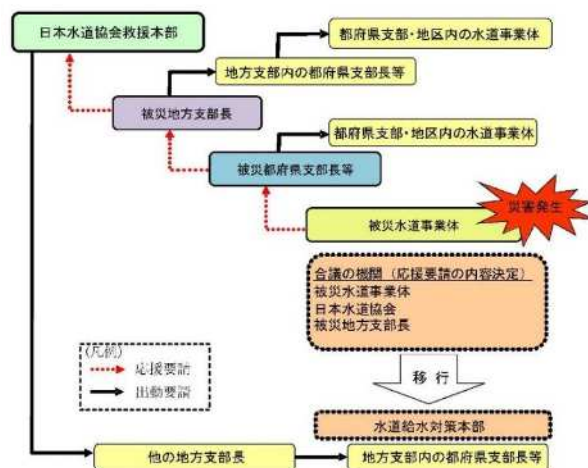 日本水道協会救援本部
都府県支部・地区内の水道事業体
地方支部内の都府県支部長等
被災地方支部長
都府県支部・地区内の水道事業体
被災都府県支部長等
災害発生
被災水道事業体
合議の機関（応援要請の内容決定）
被災水道事業体
日本水道協会
被災地方支部長
(凡例)
応援要請
出動要請
移 行
水道給水対策本部
他の地方支部長
地方支部内の都府県支部長等